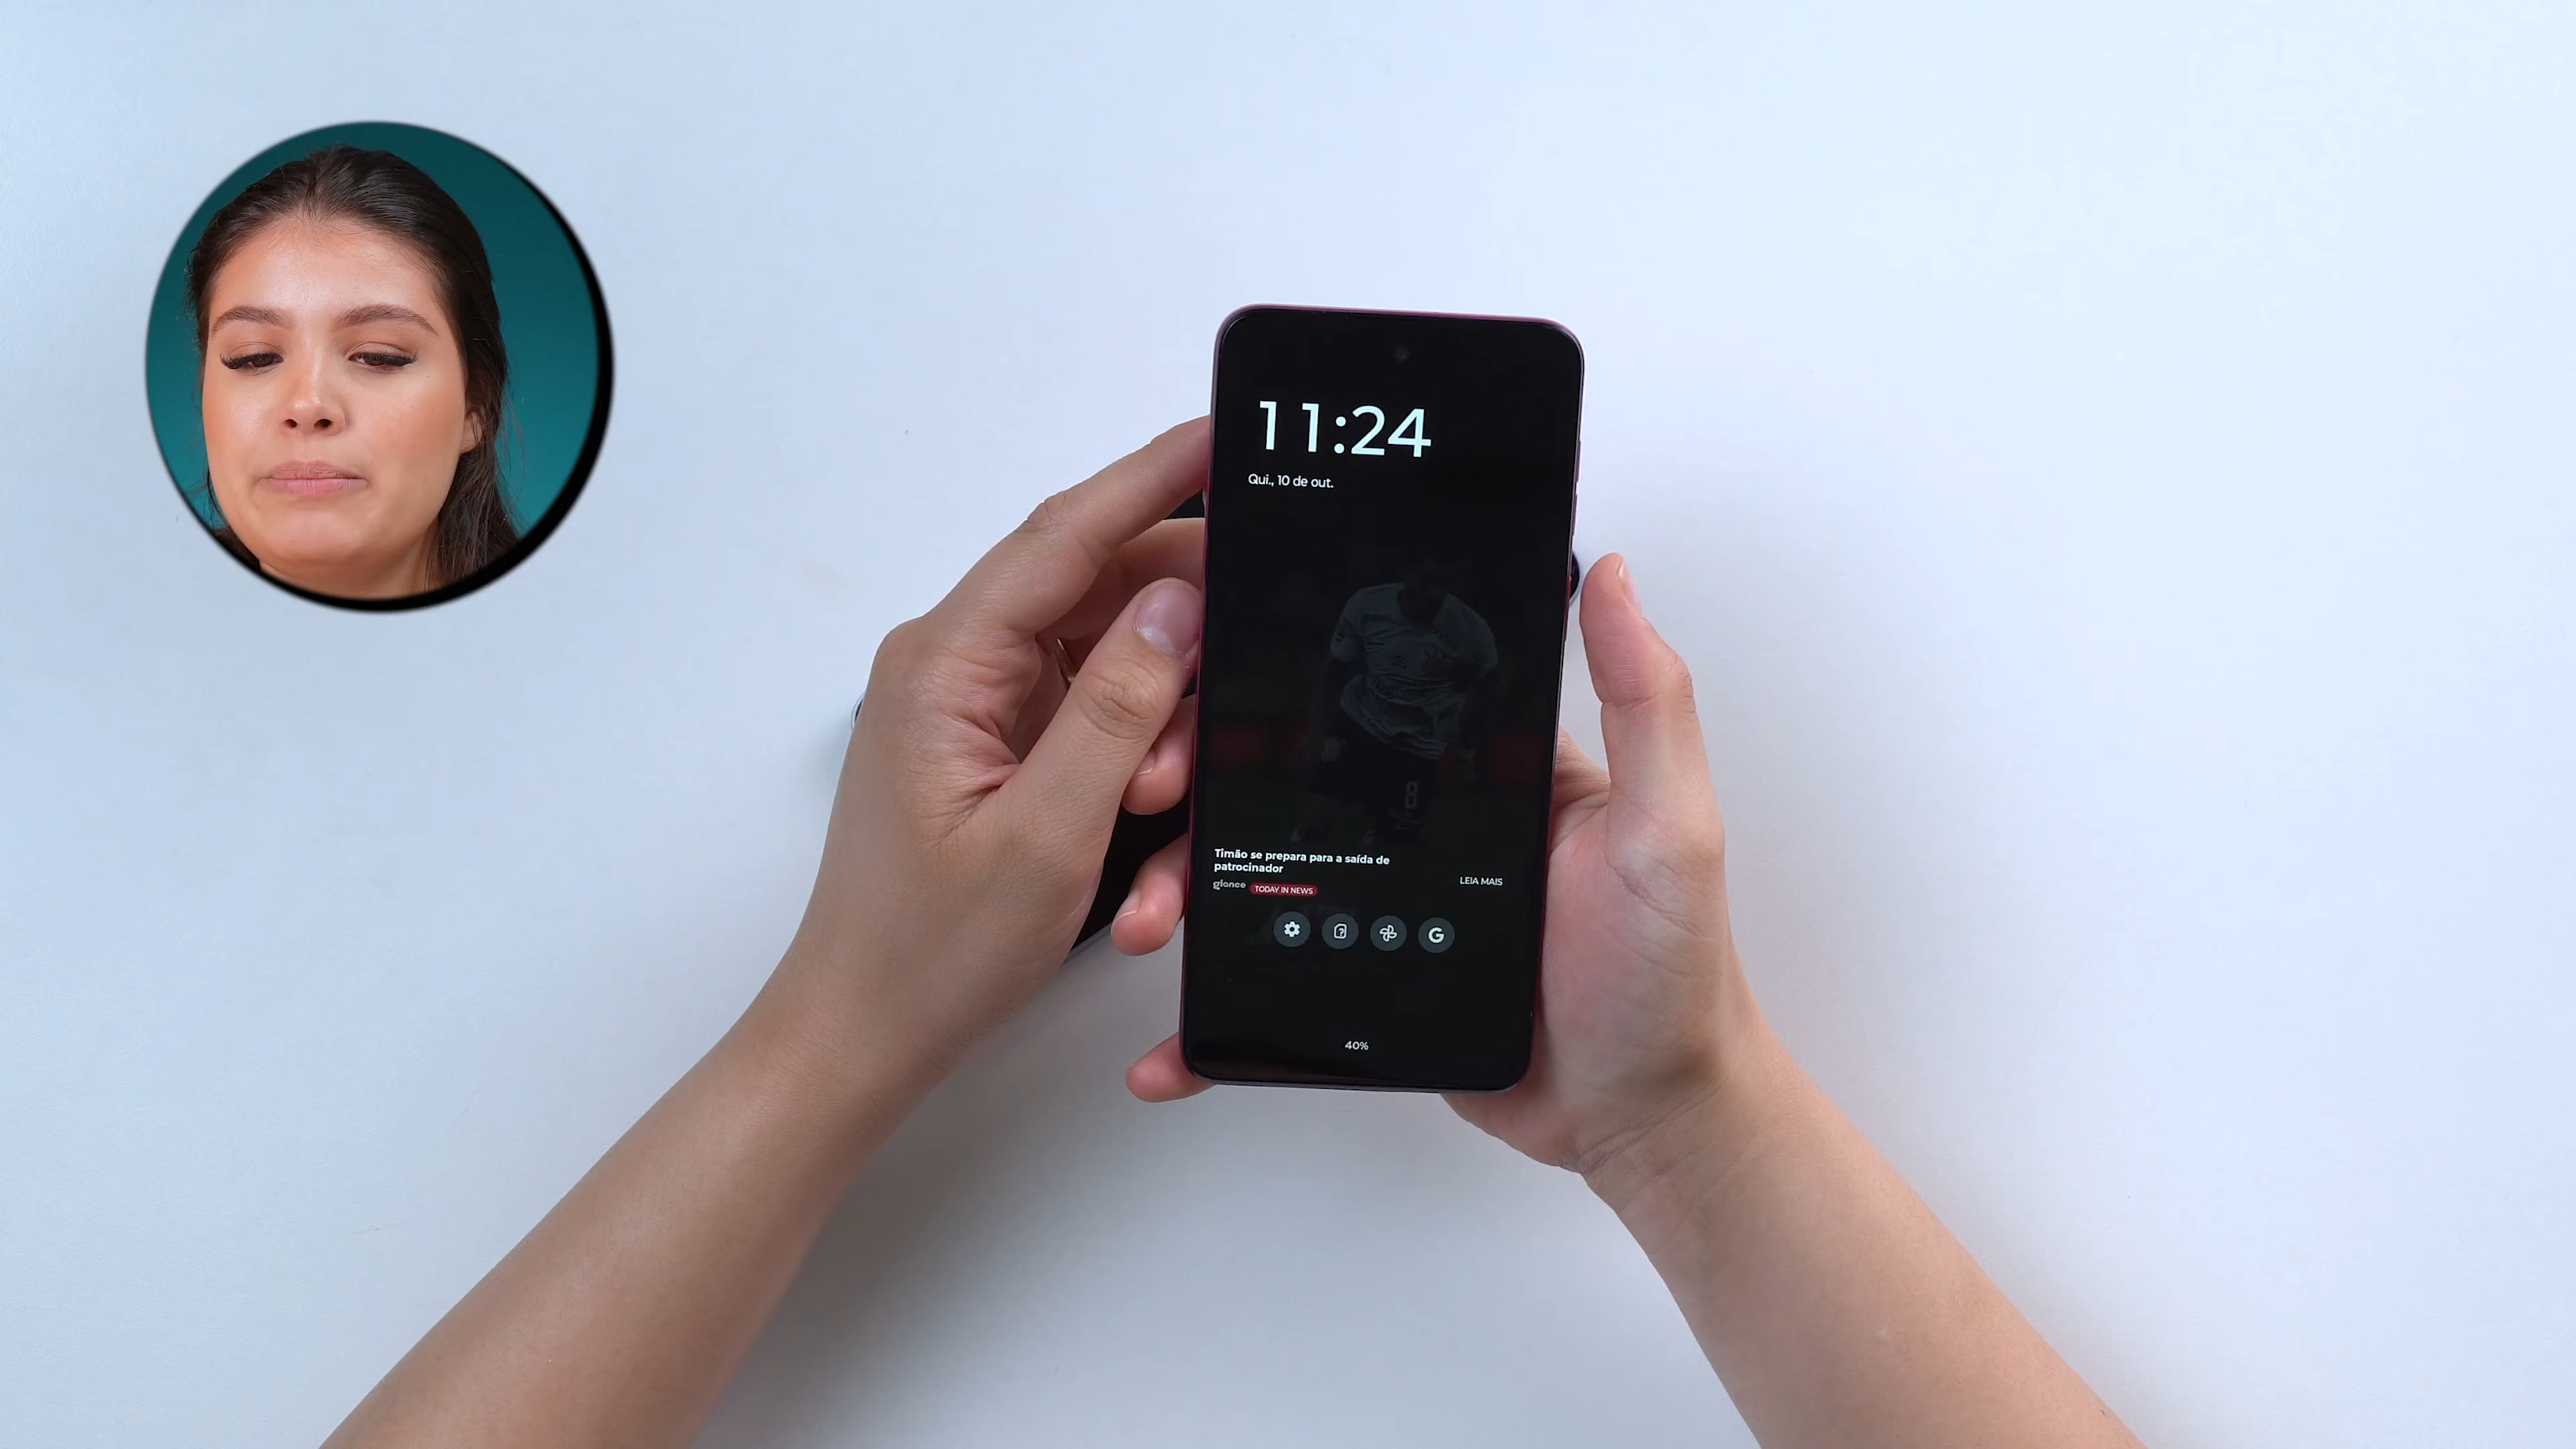 11:24
Qui., 10 de out.
8
Timão se prepara para a saída de
patrocinador
LEIA MAIS
glance TODAY IN NEWS
G
40%